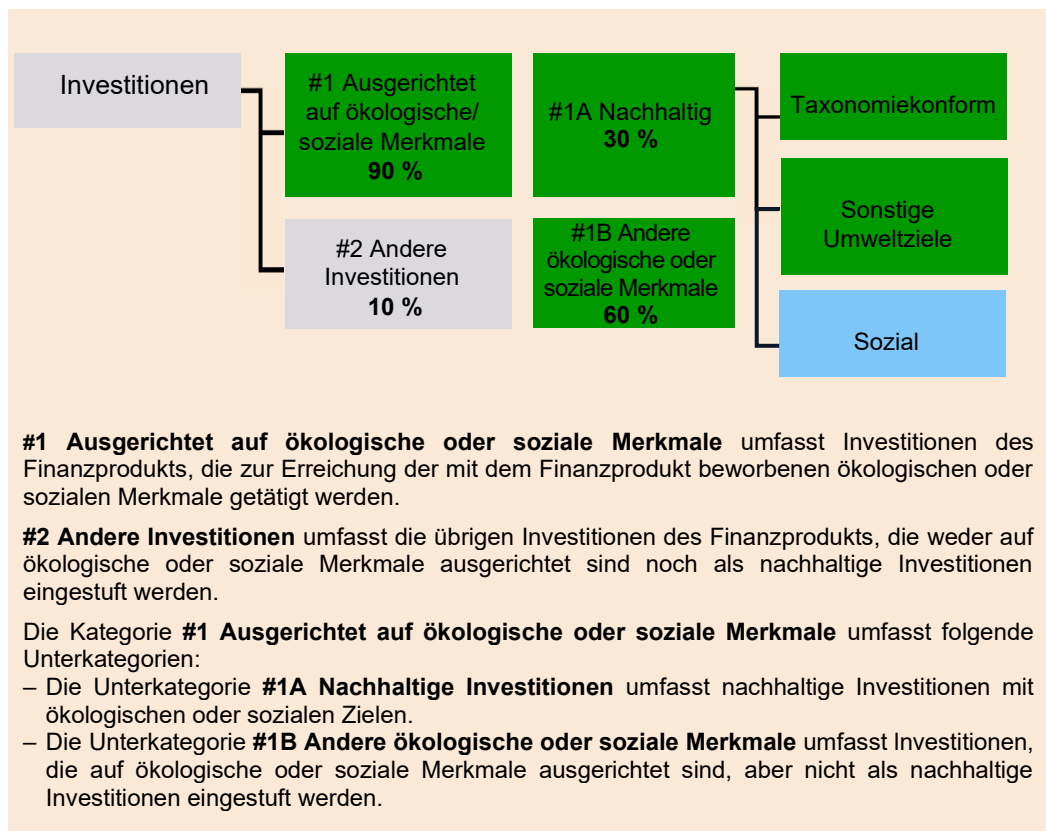 Investitionen
#1 Ausgerichtet
auf ökologische/
soziale Merkmale
90 %
#2 Andere
Investitionen
10 %
#1A Nachhaltig
30 %
#1B Andere
ökologische oder
soziale Merkmale
60 %
Taxonomiekonform
Sonstige
Umweltziele
Sozial
#1 Ausgerichtet auf ökologische oder soziale Merkmale umfasst Investitionen des
Finanzprodukts, die zur Erreichung der mit dem Finanzprodukt beworbenen ökologischen oder
sozialen Merkmale getätigt werden.
#2 Andere Investitionen umfasst die übrigen Investitionen des Finanzprodukts, die weder auf
ökologische oder soziale Merkmale ausgerichtet sind noch als nachhaltige Investitionen
eingestuft werden.
Die Kategorie #1 Ausgerichtet auf ökologische oder soziale Merkmale umfasst folgende
Unterkategorien:
– Die Unterkategorie #1A Nachhaltige Investitionen umfasst nachhaltige Investitionen mit
ökologischen oder sozialen Zielen.
– Die Unterkategorie #1B Andere ökologische oder soziale Merkmale umfasst Investitionen,
die auf ökologische oder soziale Merkmale ausgerichtet sind, aber nicht als nachhaltige
Investitionen eingestuft werden.